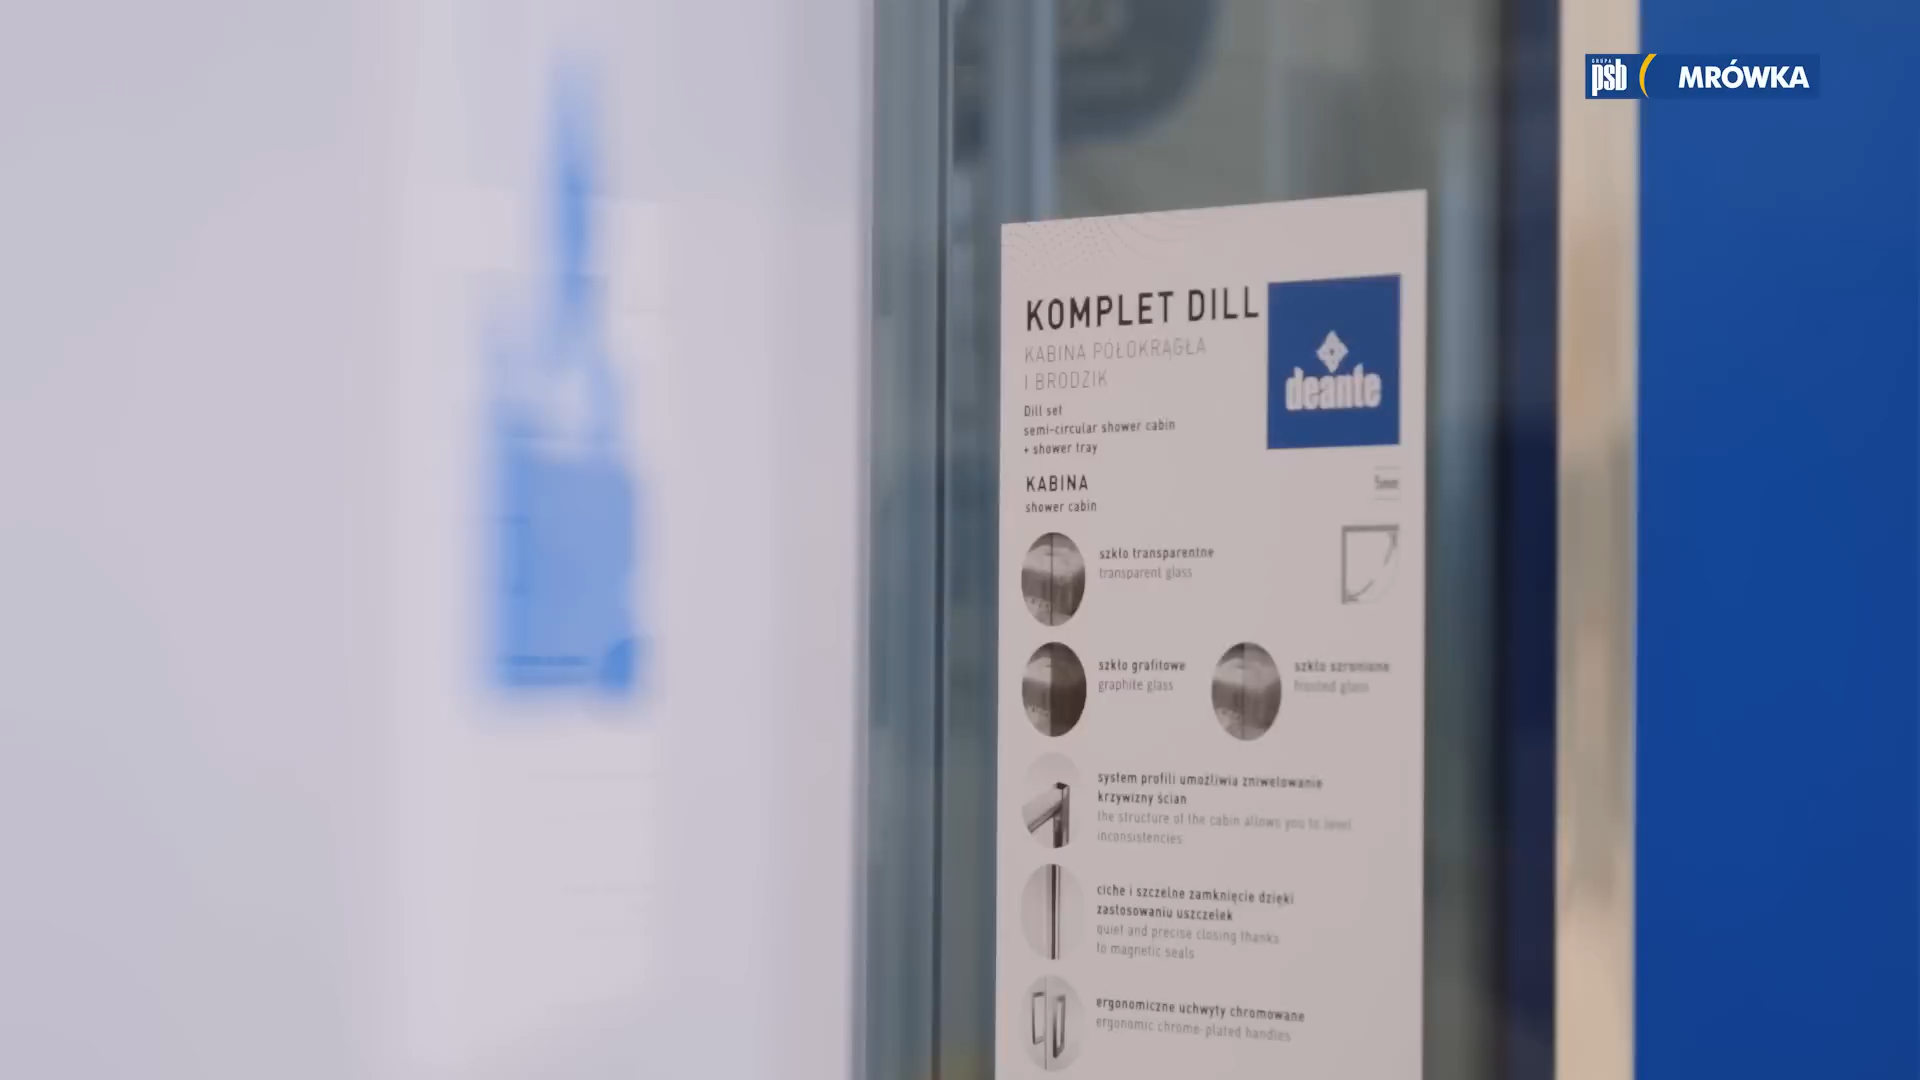 GRUPA
psb MRÓWKA
KOMPLET DILL
KABINA PÓŁOKRĄGŁA
I BRODZIK
Dill set
semi-circular shower cabin
+ shower tray
deante
KABINA
shower cabin
5mm
szkło transparentne
transparent glass
szkło grafitowe
graphite glass
szkło szronione
frosted glass
system profili umożliwia zniwelowanie
krzywizny ścian
the structure of the cabin allows you to level
inconsistencies
ciche i szczelne zamknięcie dzięki
zastosowaniu uszczelek
quiet and precise closing thanks
to magnetic seals
ergonomiczne uchwyty chromowane
ergonomic chrome-plated handles